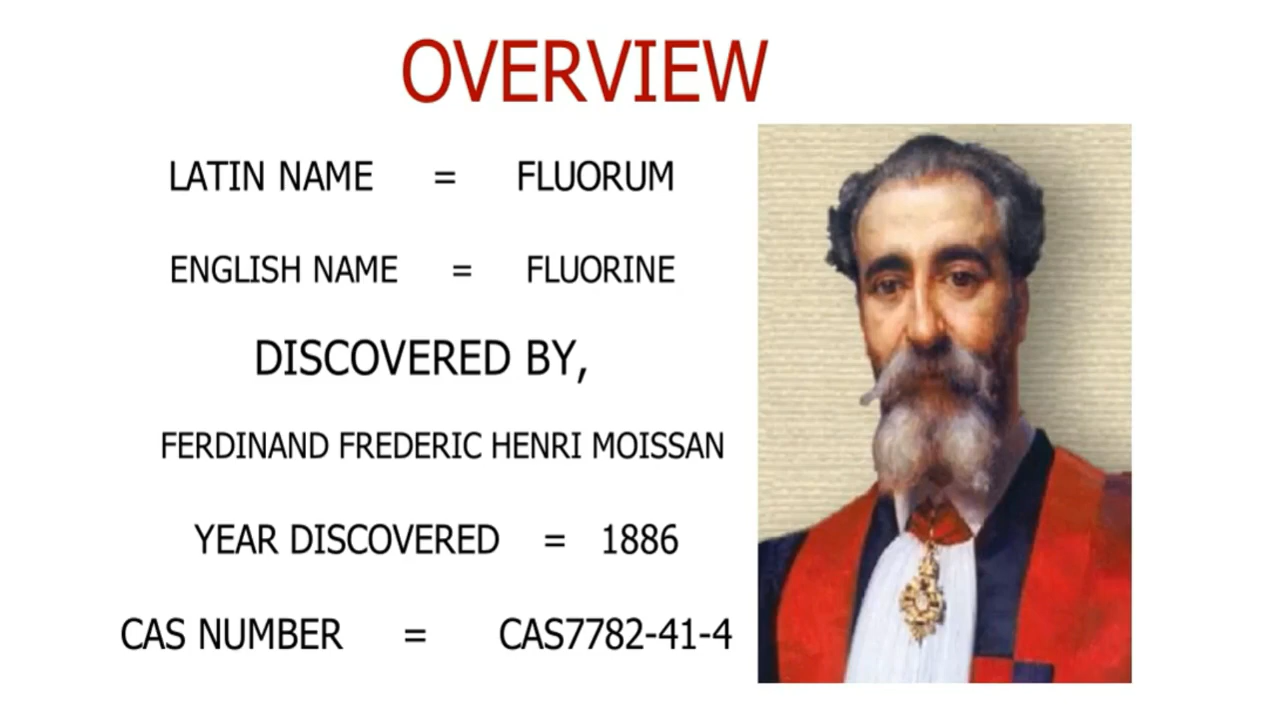 OVERVIEW
LATIN NAME = FLUORUM
ENGLISH NAME = FLUORINE
DISCOVERED BY,
FERDINAND FREDERIC HENRI MOISSAN
YEAR DISCOVERED = 1886
CAS NUMBER = CAS7782-41-4